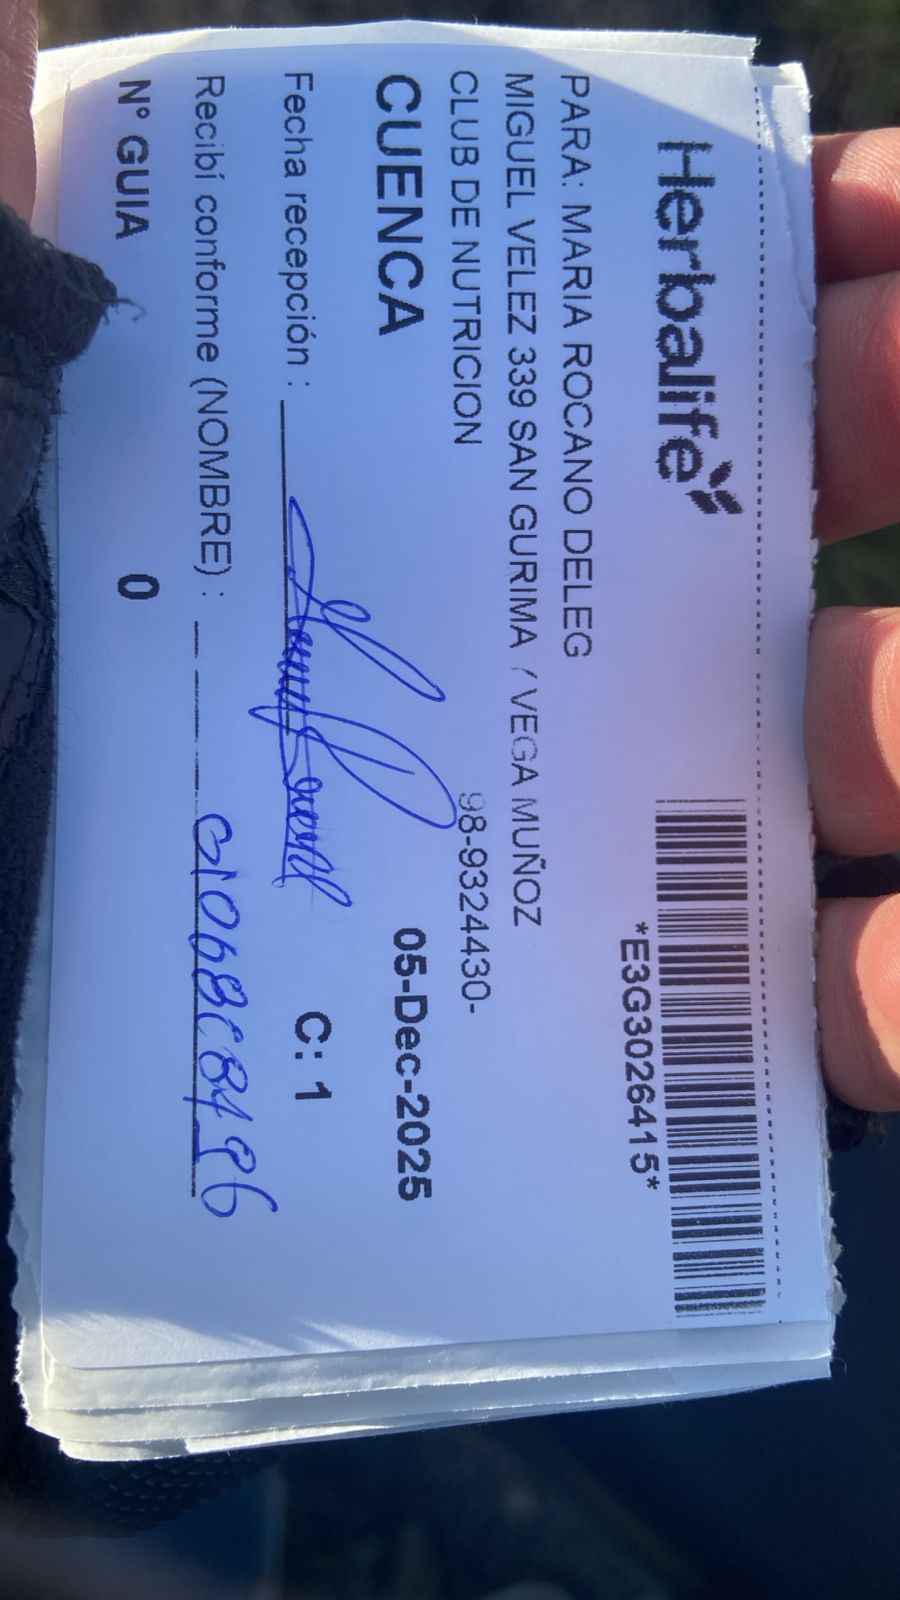 Herbalife
*E3G3026415*
PARA: MARIA ROCANO DELEG
MIGUEL VELEZ 339 SAN GURIMA / VEGA MUÑOZ
CLUB DE NUTRICION
98-9324430-
CUENCA
05-Dec-2025
Fecha recepción :
C: 1
Recibí conforme (NOMBRE) :
Nº GUIA 0